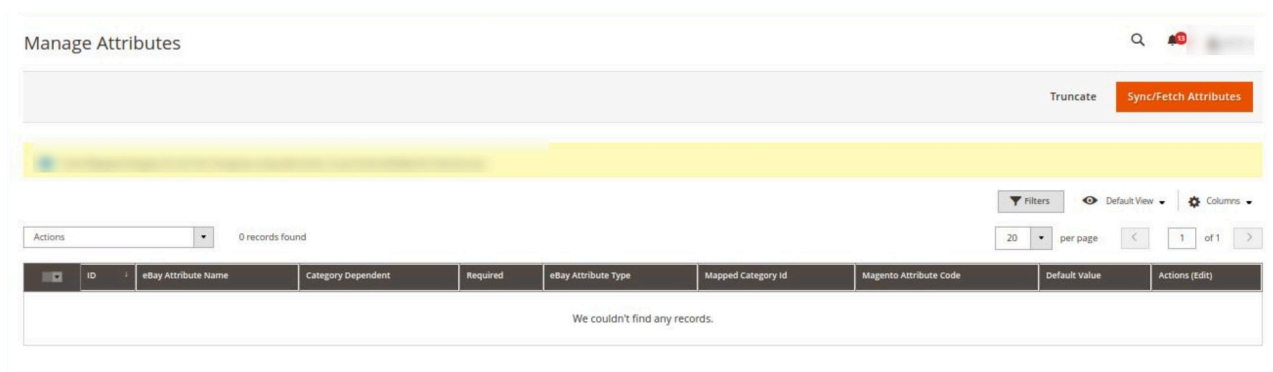 Manage Attributes
13
Truncate Sync/Fetch Attributes
Filters Default View Columns
Actions 0 records found 20 per page 1 of 1
ID ↓ eBay Attribute Name Category Dependent Required eBay Attribute Type Mapped Category Id Magento Attribute Code Default Value Actions (Edit)
We couldn't find any records.